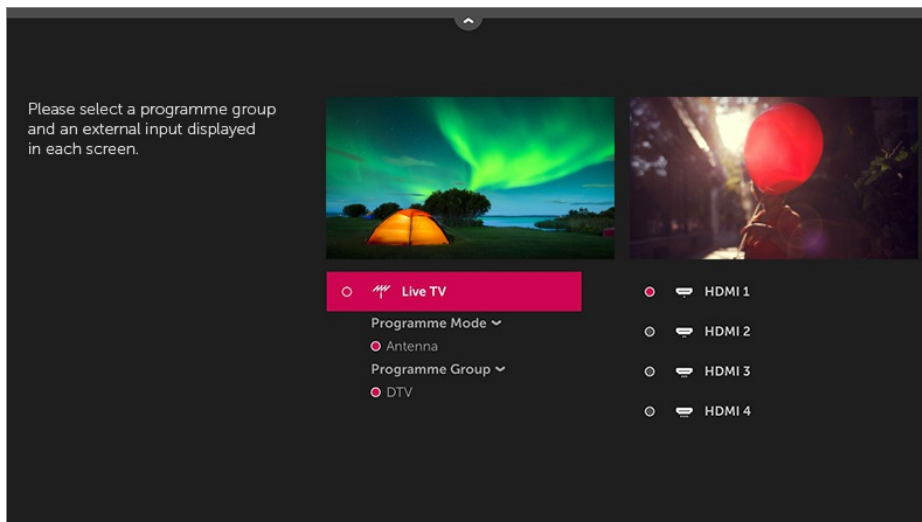 Please select a programme group
and an external input displayed
in each screen.
Live TV
Programme Mode
Antenna
Programme Group
DTV
HDMI 1
HDMI 2
HDMI 3
HDMI 4